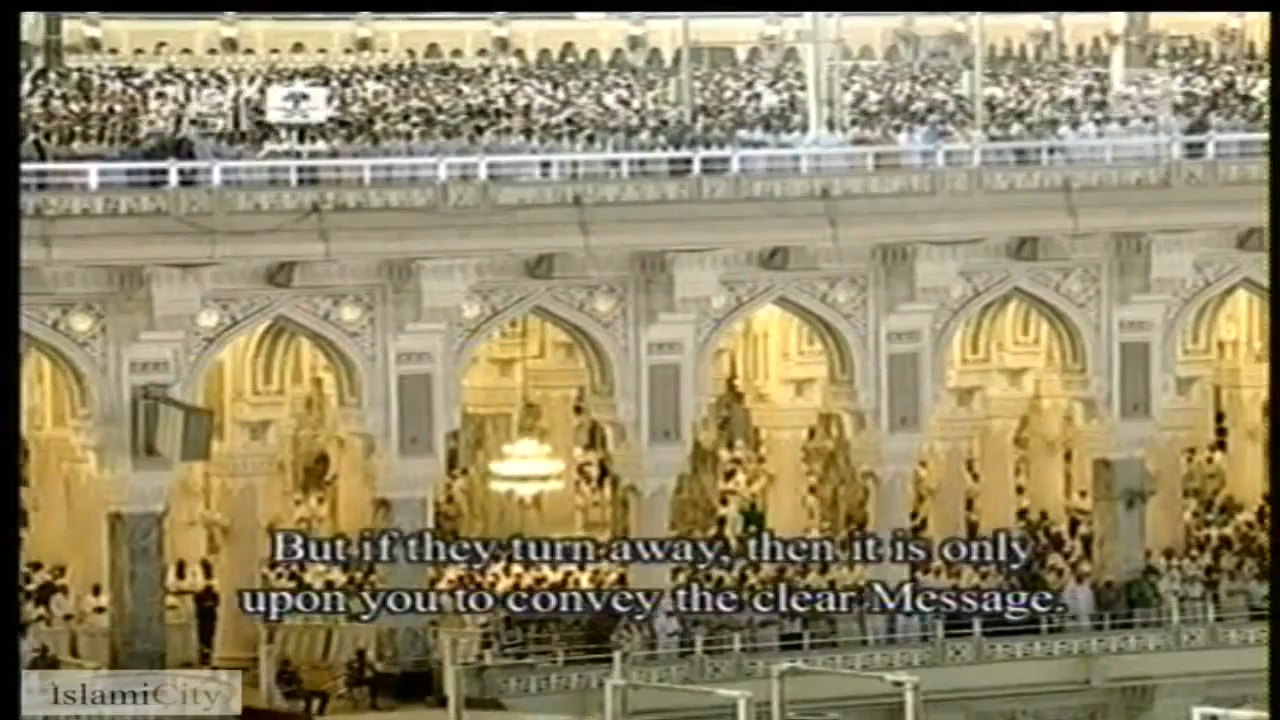 But if they turn away, then it is only
upon you to convey the clear Message.
IslamiCity